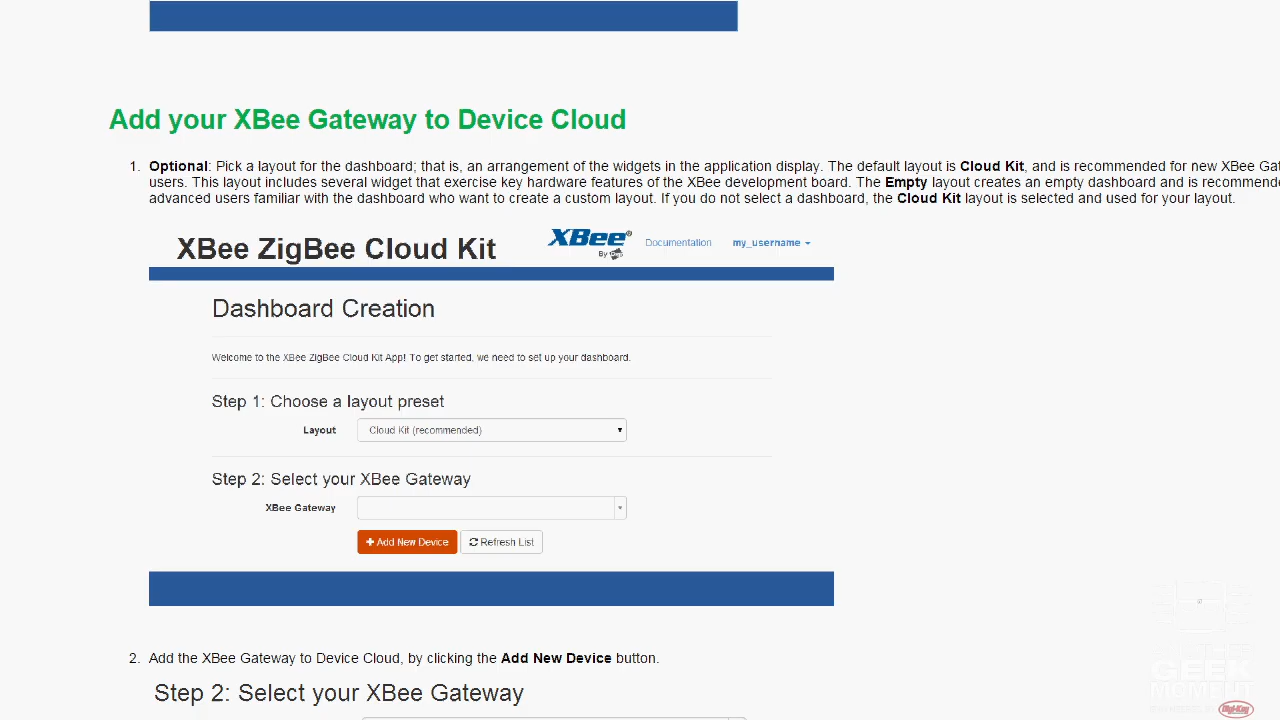 Add your XBee Gateway to Device Cloud
1. Optional: Pick a layout for the dashboard; that is, an arrangement of the widgets in the application display. The default layout is Cloud Kit, and is recommended for new XBee Gat
users. This layout includes several widget that exercise key hardware features of the XBee development board. The Empty layout creates an empty dashboard and is recommende
advanced users familiar with the dashboard who want to create a custom layout. If you do not select a dashboard, the Cloud Kit layout is selected and used for your layout.
XBee ZigBee Cloud Kit
XBee®
By Digi
Documentation
my_username
Dashboard Creation
Welcome to the XBee ZigBee Cloud Kit App! To get started, we need to set up your dashboard.
Step 1: Choose a layout preset
Layout
Cloud Kit (recommended)
Step 2: Select your XBee Gateway
XBee Gateway
Add New Device
Refresh List
2. Add the XBee Gateway to Device Cloud, by clicking the Add New Device button.
Step 2: Select your XBee Gateway
GEEK
MOMENT
Digi-Key